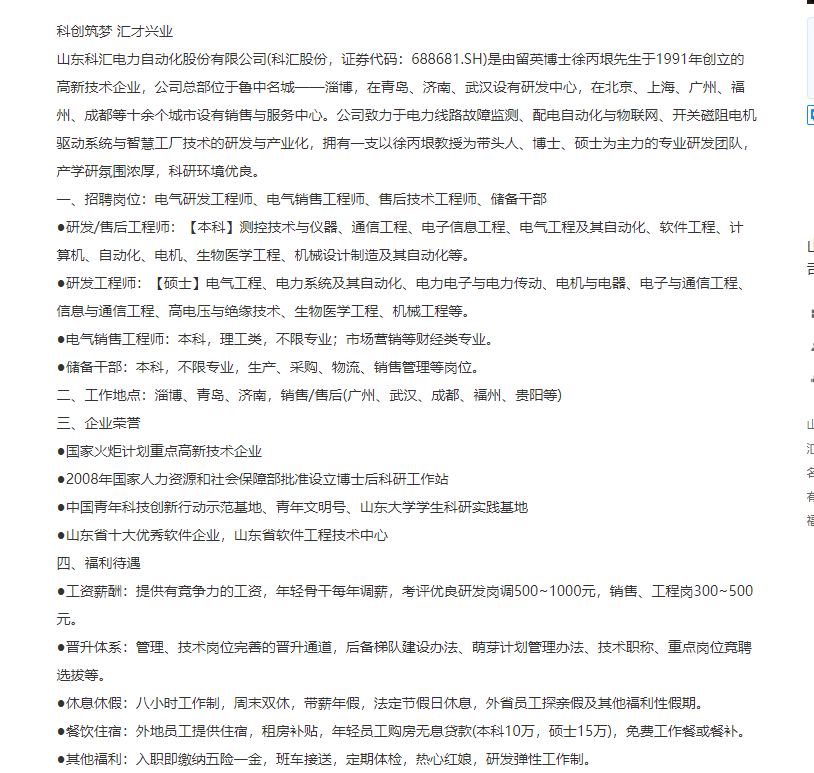 科创筑梦 汇才兴业
山东科汇电力自动化股份有限公司(科汇股份，证券代码：688681.SH)是由留英博士徐丙垠先生于1991年创立的
高新技术企业，公司总部位于鲁中名城——淄博，在青岛、济南、武汉设有研发中心，在北京、上海、广州、福
州、成都等十余个城市设有销售与服务中心。公司致力于电力线路故障监测、配电自动化与物联网、开关磁阻电机
驱动系统与智慧工厂技术的研发与产业化，拥有一支以徐丙垠教授为带头人、博士、硕士为主力的专业研发团队，
产学研氛围浓厚，科研环境优良。
一、招聘岗位：电气研发工程师、电气销售工程师、售后技术工程师、储备干部
●研发/售后工程师：【本科】测控技术与仪器、通信工程、电子信息工程、电气工程及其自动化、软件工程、计
算机、自动化、电机、生物医学工程、机械设计制造及其自动化等。
●研发工程师：【硕士】电气工程、电力系统及其自动化、电力电子与电力传动、电机与电器、电子与通信工程、
信息与通信工程、高电压与绝缘技术、生物医学工程、机械工程等。
●电气销售工程师：本科，理工类，不限专业；市场营销等财经类专业。
●储备干部：本科，不限专业，生产、采购、物流、销售管理等岗位。
二、工作地点：淄博、青岛、济南，销售/售后(广州、武汉、成都、福州、贵阳等)
三、企业荣誉
●国家火炬计划重点高新技术企业
●2008年国家人力资源和社会保障部批准设立博士后科研工作站
●中国青年科技创新行动示范基地、青年文明号、山东大学学生科研实践基地
●山东省十大优秀软件企业，山东省软件工程技术中心
四、福利待遇
●工资薪酬：提供有竞争力的工资，年轻骨干每年调薪，考评优良研发岗调500~1000元，销售、工程岗300~500
元。
●晋升体系：管理、技术岗位完善的晋升通道，后备梯队建设办法、萌芽计划管理办法、技术职称、重点岗位竞聘
选拔等。
●休息休假：八小时工作制，周末双休，带薪年假，法定节假日休息，外省员工探亲假及其他福利性假期。
●餐饮住宿：外地员工提供住宿，租房补贴，年轻员工购房无息贷款(本科10万，硕士15万)，免费工作餐或餐补。
●其他福利：入职即缴纳五险一金，班车接送，定期体检，热心红娘，研发弹性工作制。